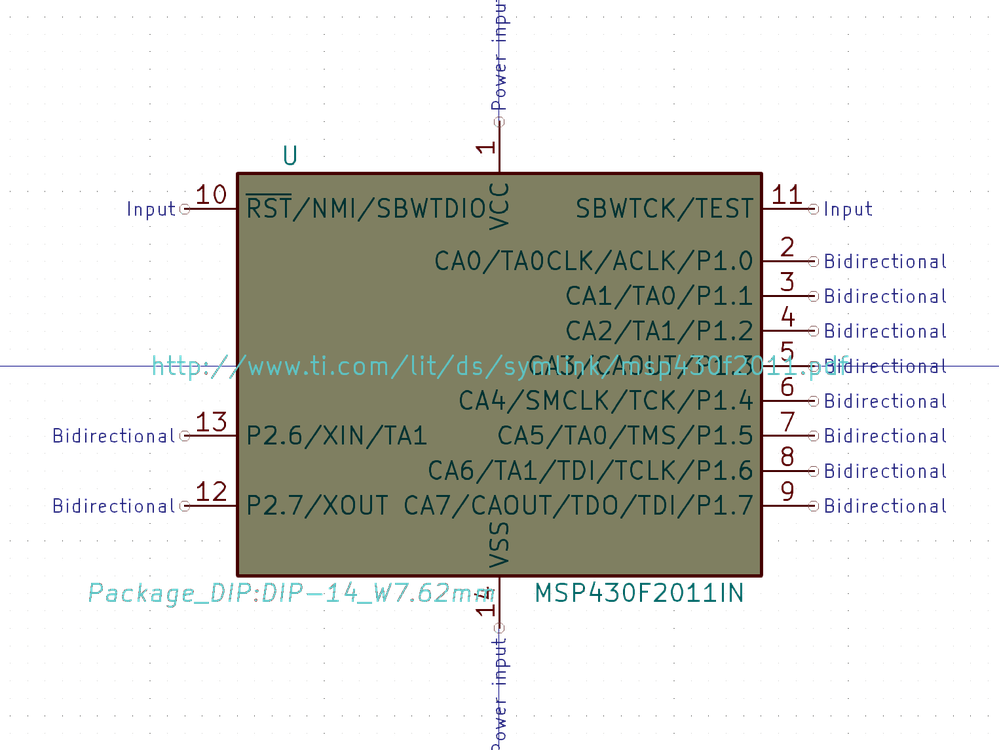 Power input
1
U
VCC
10
Input
RST/NMI/SBWTDIO
SBWTCK/TEST
11
Input
CA0/TA0CLK/ACLK/P1.0
2
Bidirectional
CA1/TA0/P1.1
3
Bidirectional
CA2/TA1/P1.2
4
Bidirectional
http://www.ti.com/lit/ds/symlink/msp430f2011.pdf
CA3/CAOUT/P1.3
5
Bidirectional
CA4/SMCLK/TCK/P1.4
6
Bidirectional
Bidirectional
13
P2.6/XIN/TA1
CA5/TA0/TMS/P1.5
7
Bidirectional
CA6/TA1/TDI/TCLK/P1.6
8
Bidirectional
Bidirectional
12
P2.7/XOUT
CA7/CAOUT/TDO/TDI/P1.7
9
Bidirectional
VSS
Package_DIP:DIP-14_W7.62mm
14
MSP430F2011IN
Power input